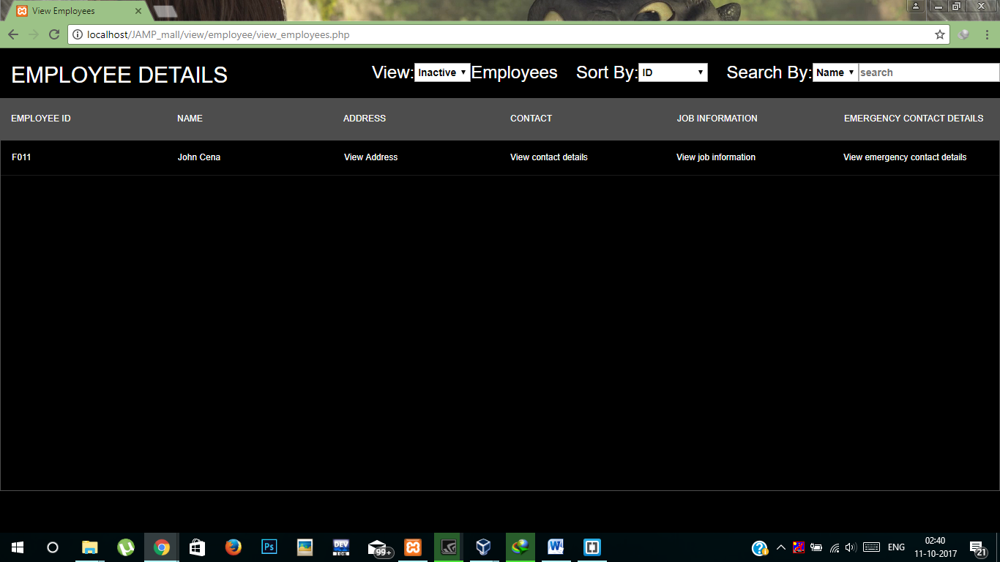 View Employees
localhost/JAMP_mall/view/employee/view_employees.php
EMPLOYEE DETAILS View: Inactive Employees Sort By: ID Search By: Name search
EMPLOYEE ID NAME ADDRESS CONTACT JOB INFORMATION EMERGENCY CONTACT DETAILS
F011 John Cena View Address View contact details View job information View emergency contact details
Ps DEV IDE 99+ W ENG 02:40
11-10-2017 21